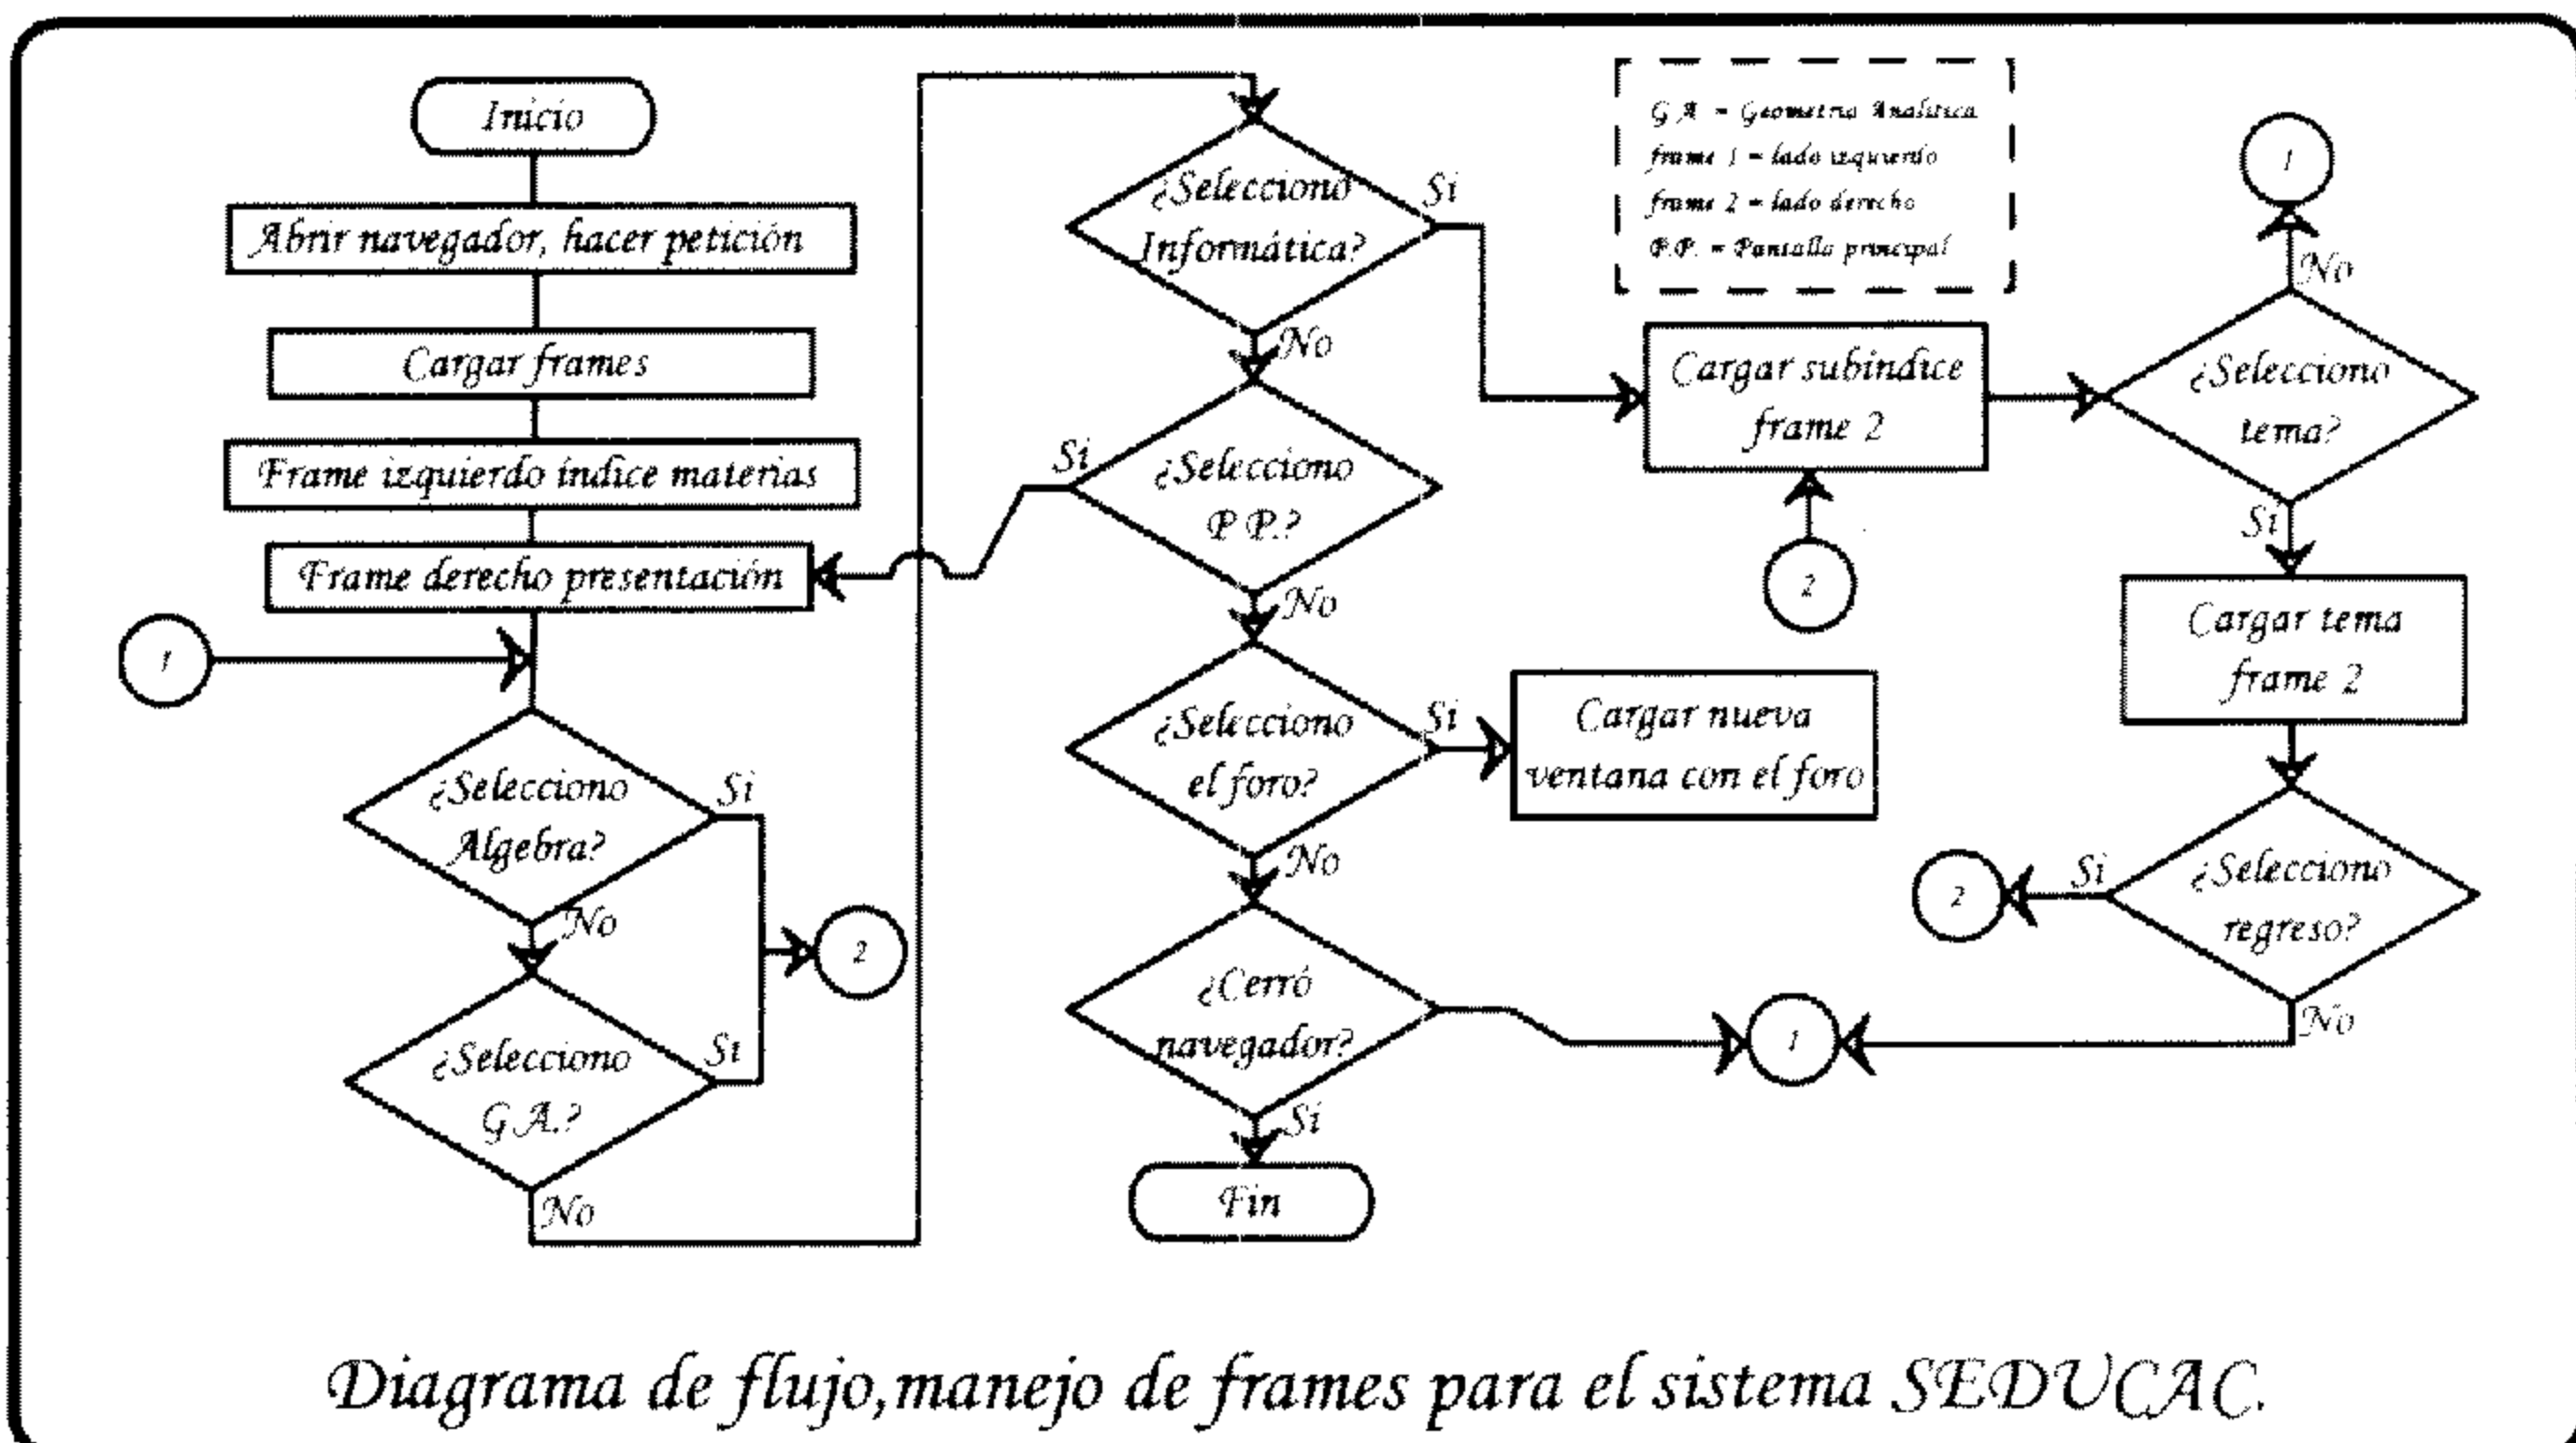 Inicio
Abrir navegador, hacer petición
Cargar frames
Frame izquierdo índice materias
Frame derecho presentación
1
¿Selecciono
Algebra?
Si
No
2
¿Selecciono
G.A.?
Si
No
¿Selecciono
Informática?
Si
No
¿Selecciono
P.P.?
Si
No
¿Selecciono
el foro?
Si
No
Cargar nueva
ventana con el foro
¿Cerró
navegador?
Si
Fin
1
G.A = Geometria Analitica
frame 1 = lado izquierdo
frame 2 = lado derecho
P.P. = Pantalla principal
Cargar subíndice
frame 2
2
1
No
¿Selecciono
tema?
Si
Cargar tema
frame 2
¿Selecciono
regreso?
Si
2
No
Diagrama de flujo,manejo de frames para el sistema SEDUCAC.